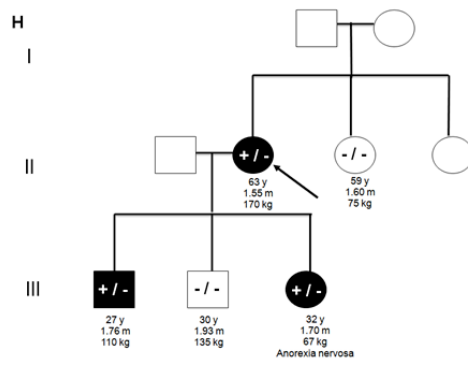 H
I
II
+ / -
- / -
63 y
1.55 m
170 kg
59 y
1.60 m
75 kg
III
+ / -
- / -
+ / -
27 y
1.76 m
110 kg
30 y
1.93 m
135 kg
32 y
1.70 m
67 kg
Anorexia nervosa